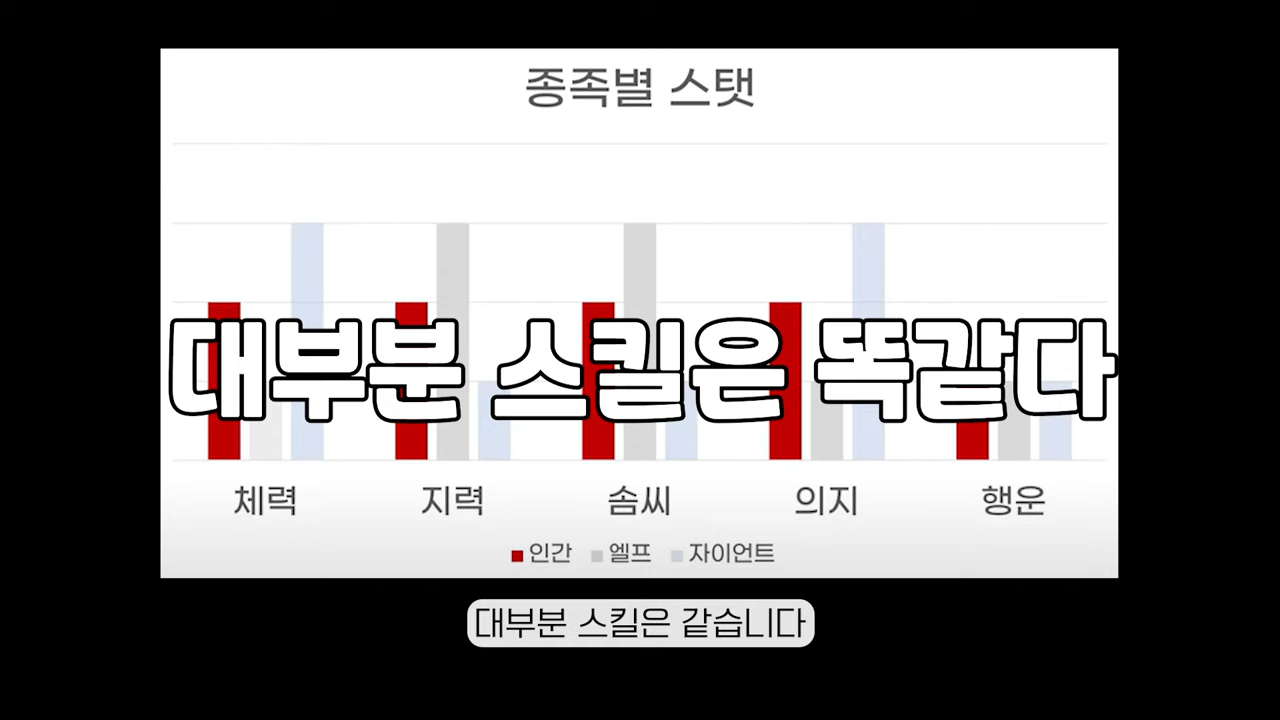 종족별 스탯
대부분 스킬은 똑같다
체력 지력 솜씨 의지 행운
인간 엘프 자이언트
대부분 스킬은 같습니다